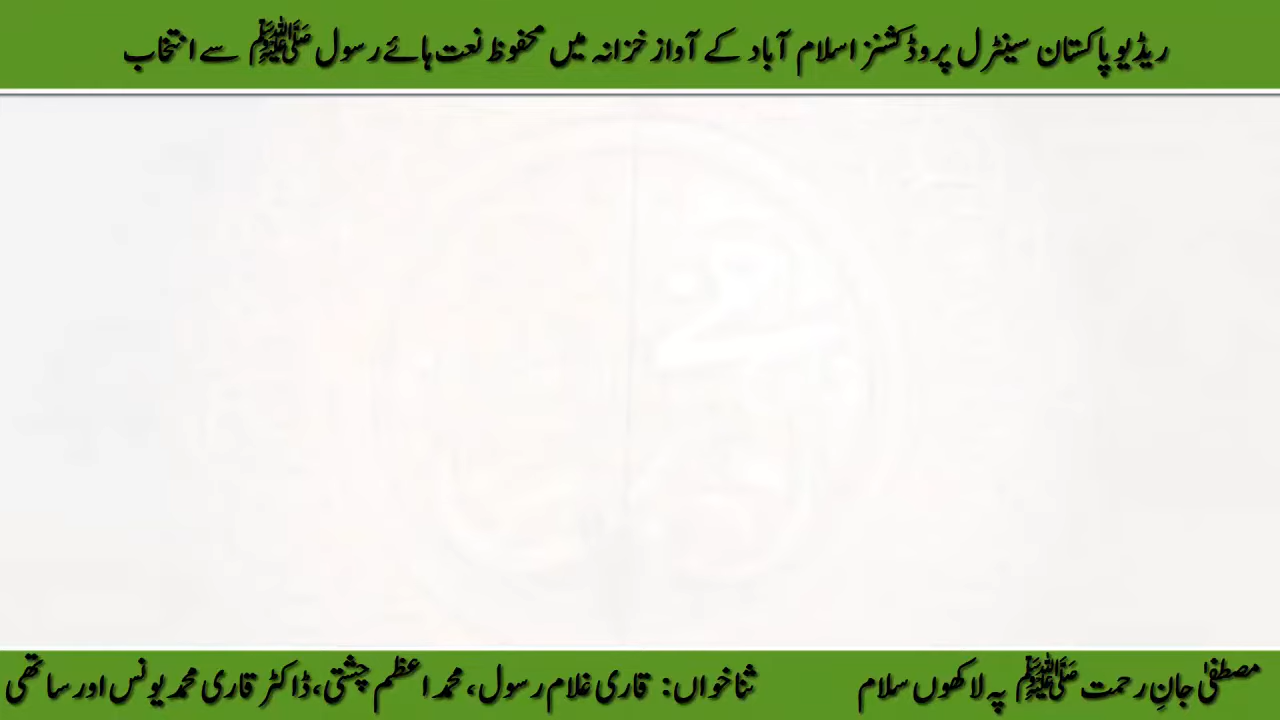 ریڈیو پاکستان سینٹرل پروڈکشنز اسلام آباد کے آواز خزانہ میں محفوظ نعت ہائے رسول ﷺ سے انتخاب
مصطفیٰ جانِ رحمت ﷺ پہ لاکھوں سلام ثنا خواں: قاری غلام رسول، محمد اعظم چشتی، ڈاکٹر قاری محمد یونس اور ساتھی